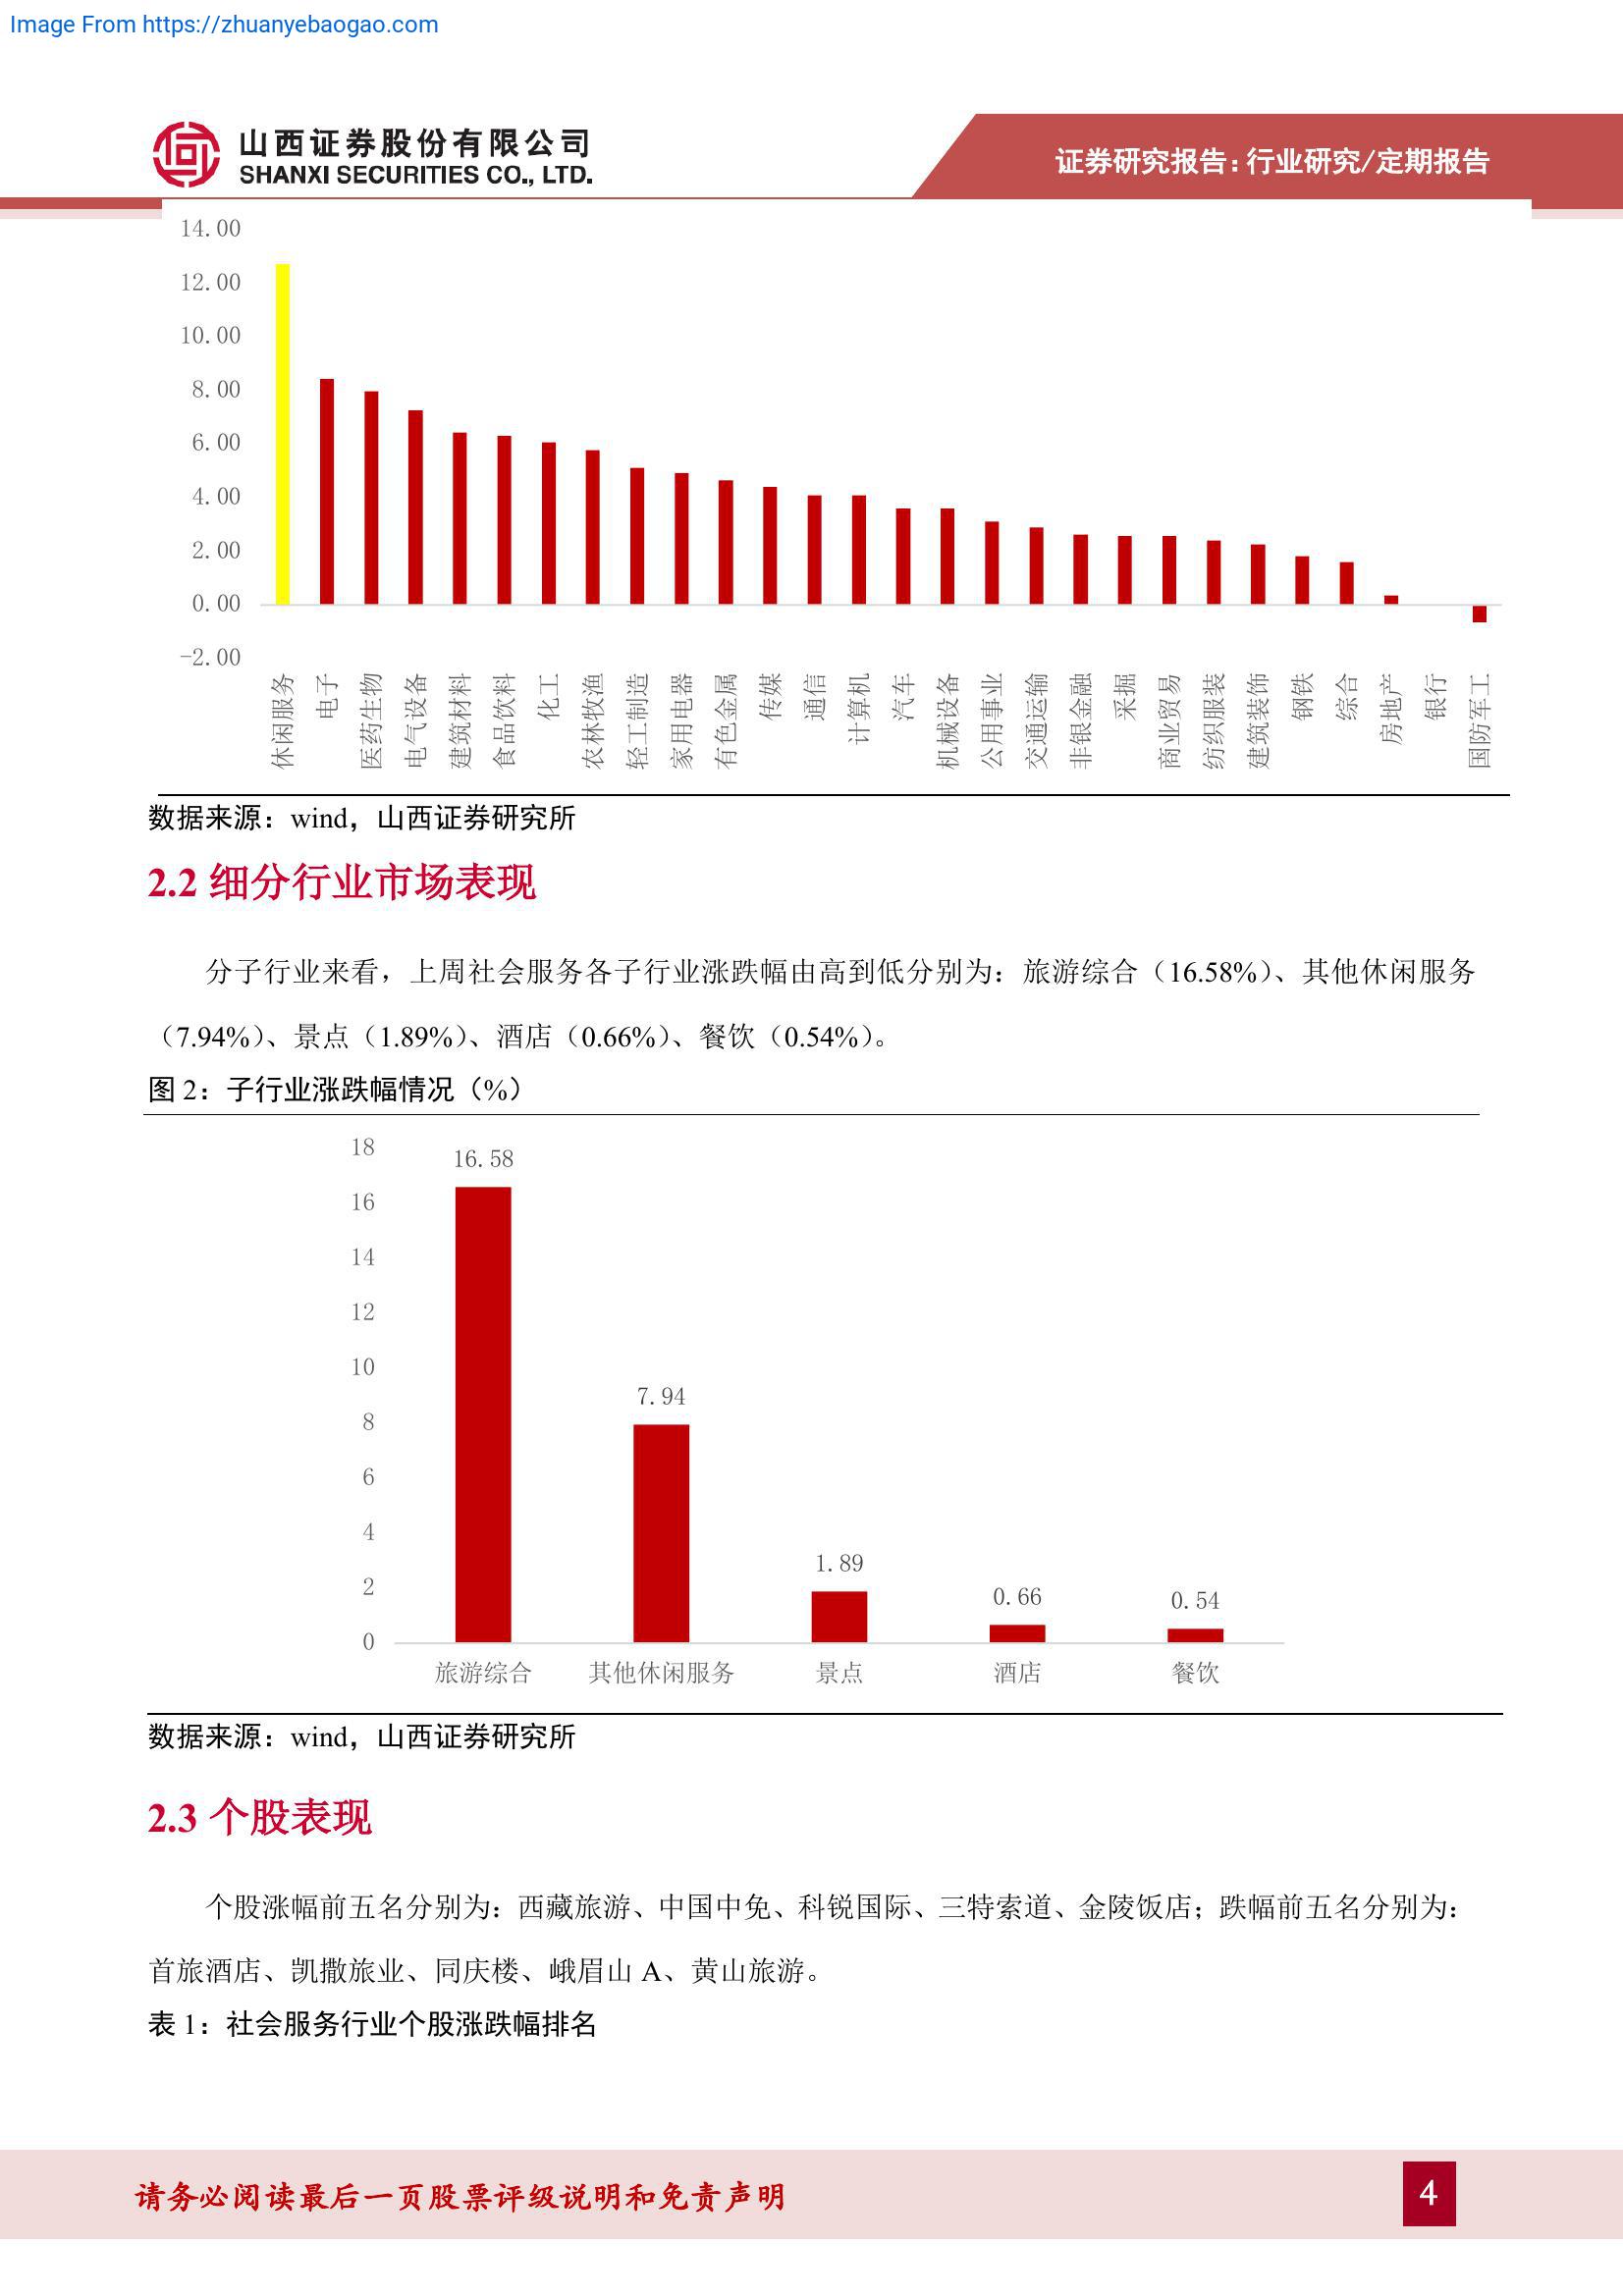 Image From https://zhuanyebaogao.com
山西证券股份有限公司
SHANXI SECURITIES CO., LTD.
证券研究报告：行业研究/定期报告
14.00
12.00
10.00
8.00
6.00
4.00
2.00
0.00
-2.00
休闲服务
电子
医药生物
电气设备
建筑材料
食品饮料
化工
农林牧渔
轻工制造
家用电器
有色金属
传媒
通信
计算机
汽车
机械设备
公用事业
交通运输
非银金融
采掘
商业贸易
纺织服装
建筑装饰
钢铁
综合
房地产
银行
国防军工
数据来源：wind，山西证券研究所
2.2 细分行业市场表现
分子行业来看，上周社会服务各子行业涨跌幅由高到低分别为：旅游综合（16.58%）、其他休闲服务
（7.94%）、景点（1.89%）、酒店（0.66%）、餐饮（0.54%）。
图 2：子行业涨跌幅情况（%）
18
16
14
12
10
8
6
4
2
0
16.58
7.94
1.89
0.66
0.54
旅游综合 其他休闲服务 景点 酒店 餐饮
数据来源：wind，山西证券研究所
2.3 个股表现
个股涨幅前五名分别为：西藏旅游、中国中免、科锐国际、三特索道、金陵饭店；跌幅前五名分别为：
首旅酒店、凯撒旅业、同庆楼、峨眉山 A、黄山旅游。
表 1：社会服务行业个股涨跌幅排名
请务必阅读最后一页股票评级说明和免责声明
4